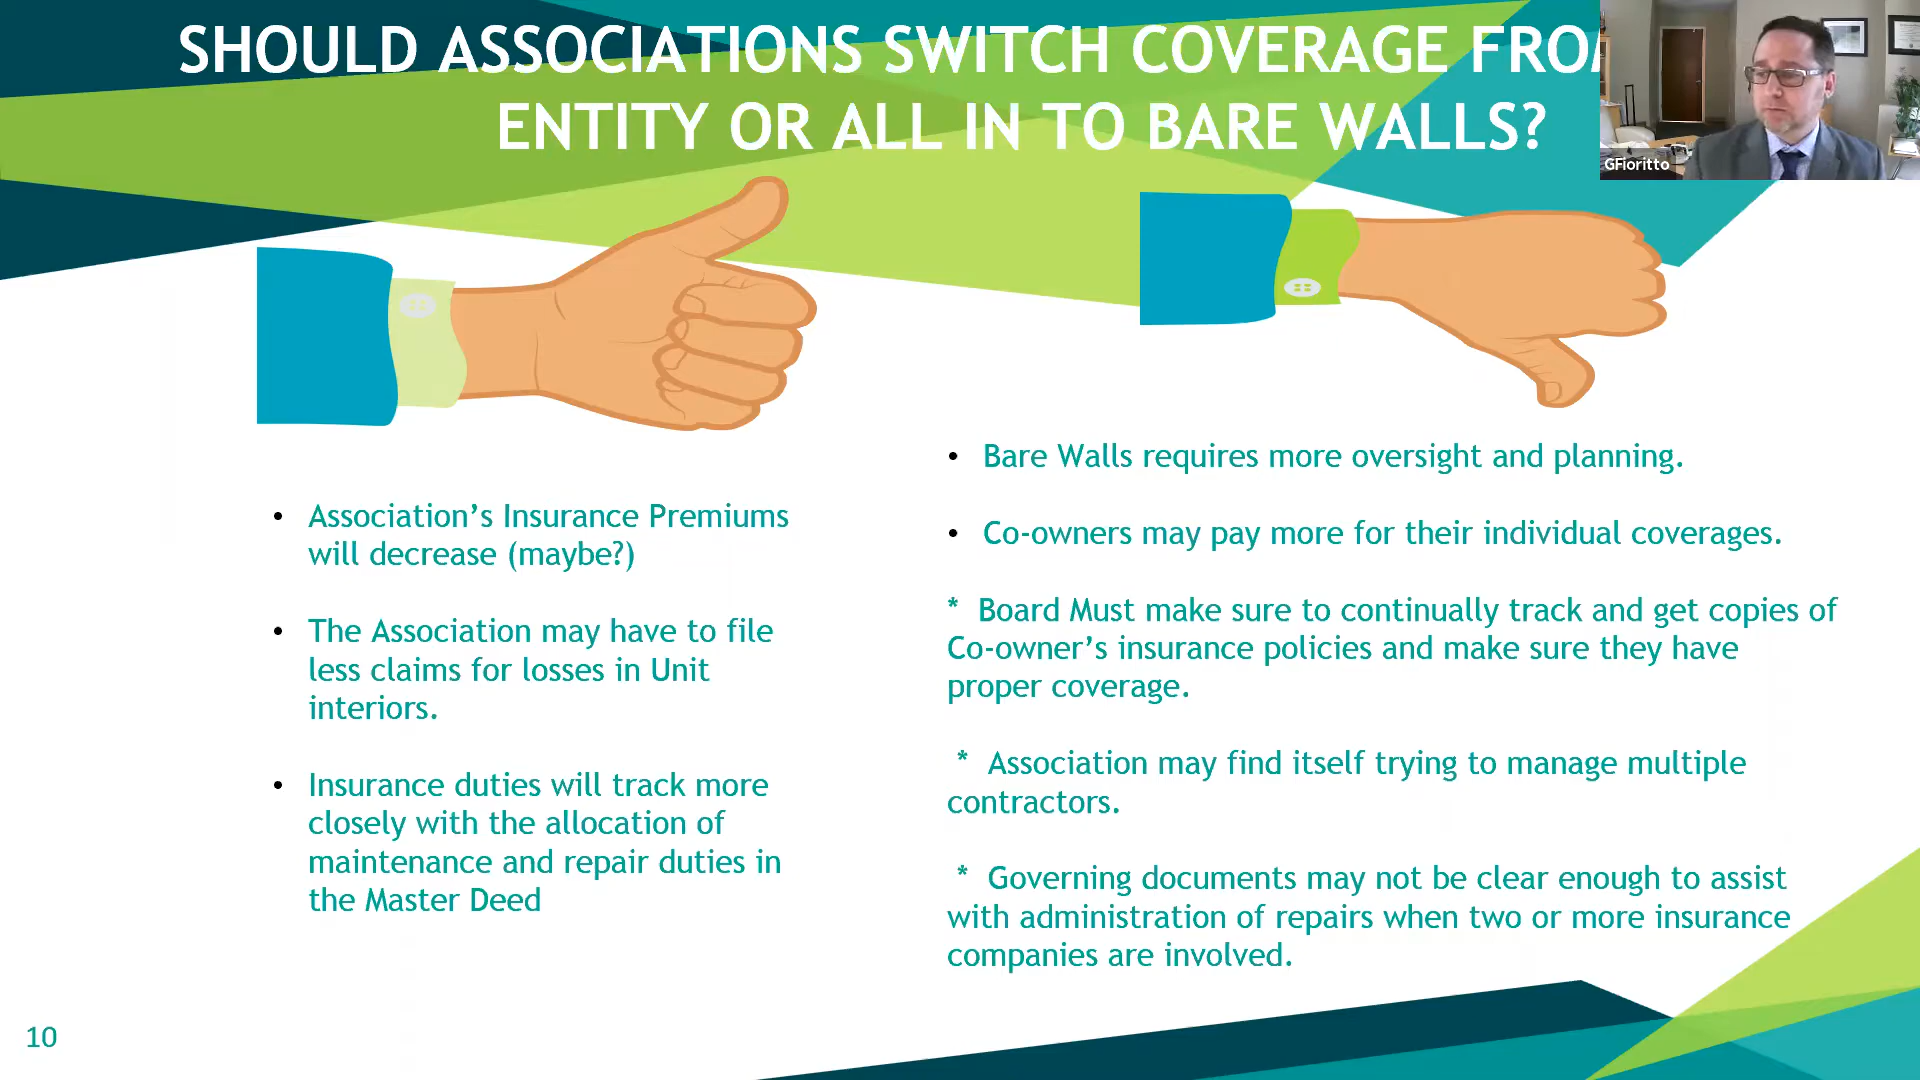 SHOULD ASSOCIATIONS SWITCH COVERAGE
ENTITY OR ALL IN TO BARE WALLS?
GFioritto
• Association’s Insurance Premiums
will decrease (maybe?)
• The Association may have to file
less claims for losses in Unit
interiors.
• Insurance duties will track more
closely with the allocation of
maintenance and repair duties in
the Master Deed
• Bare Walls requires more oversight and planning.
• Co-owners may pay more for their individual coverages.
* Board Must make sure to continually track and get copies of
Co-owner’s insurance policies and make sure they have
proper coverage.
* Association may find itself trying to manage multiple
contractors.
* Governing documents may not be clear enough to assist
with administration of repairs when two or more insurance
companies are involved.
10